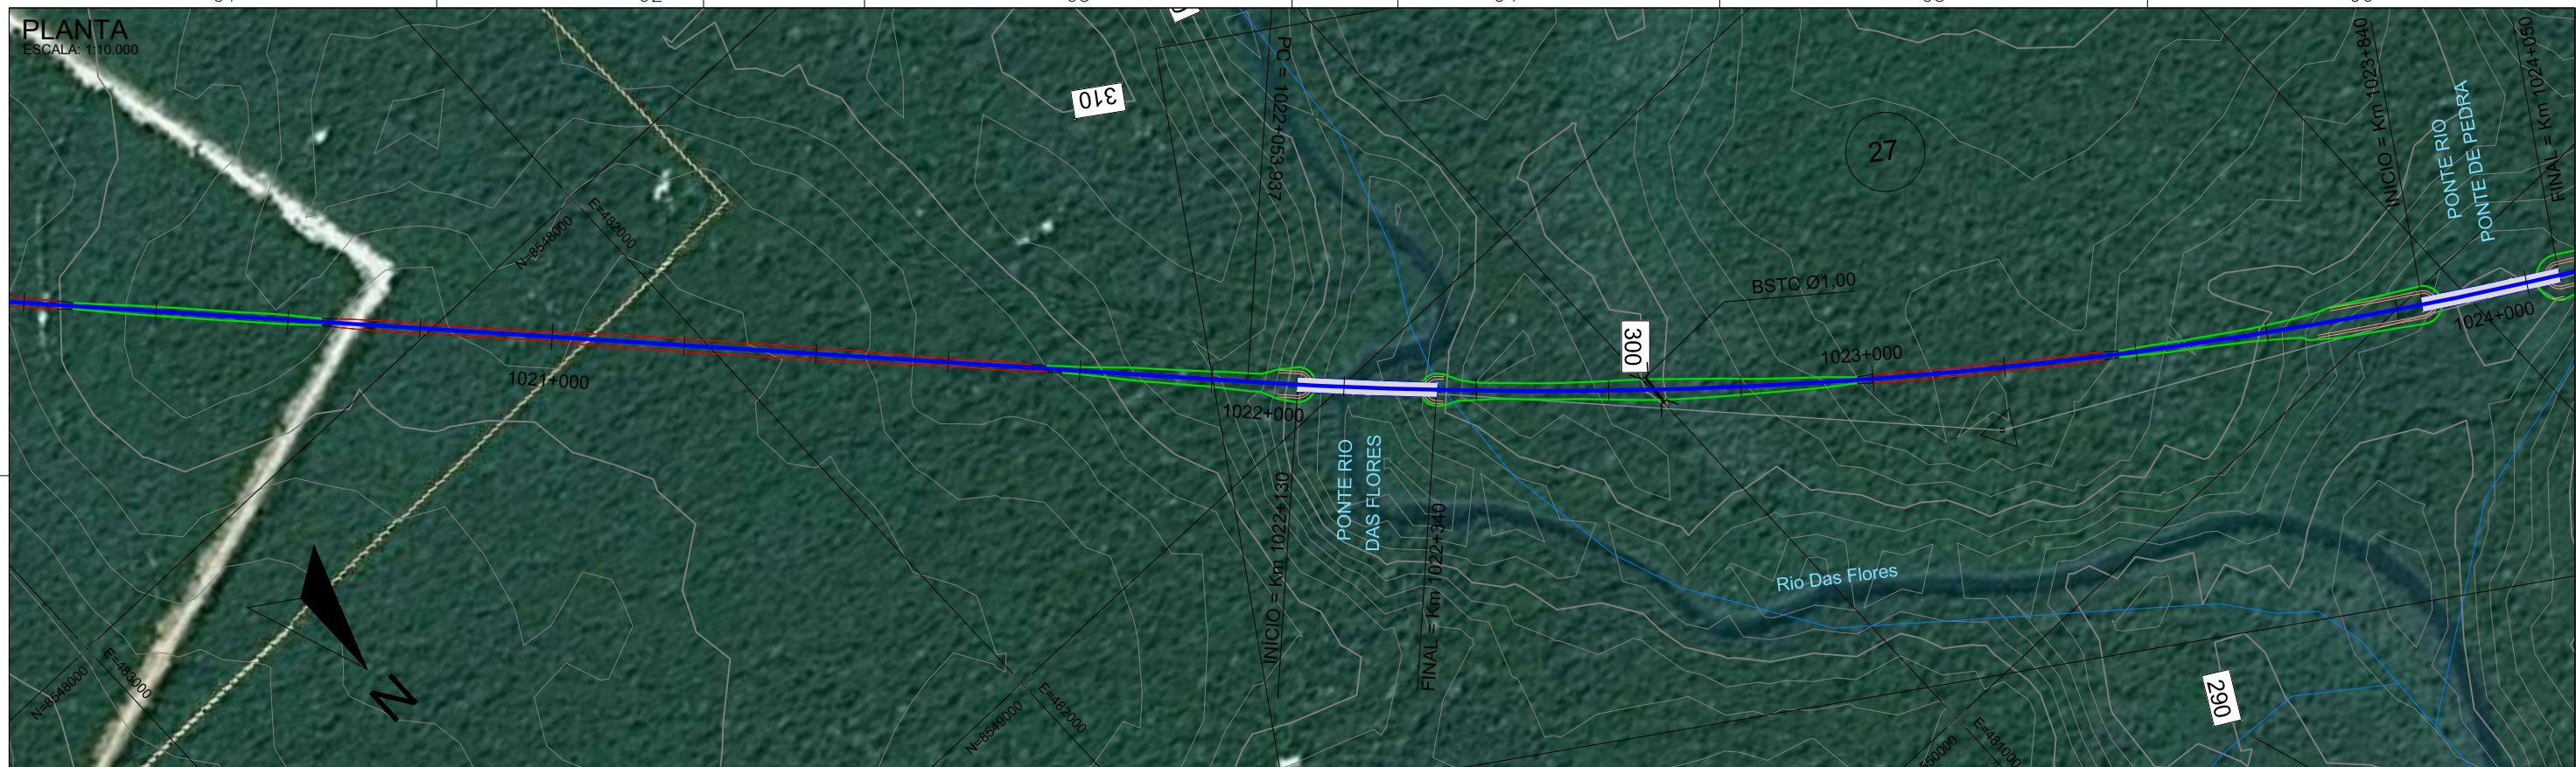 PLANTA
ESCALA: 1:10.000
310
PC = 1022+053,937
27
INÍCIO = Km 1023+840
PONTE RIO
PONTE DE PEDRA
FINAL = Km 1024+050
N=8548000
E=482000
BSTC Ø1,00
300
1021+000
1022+000
1023+000
1024+000
INÍCIO = Km 1022+130
PONTE RIO
DAS FLORES
FINAL = Km 1022+340
Rio Das Flores
N=8548000
E=483000
N
N=8549000
E=482000
E=481000
290